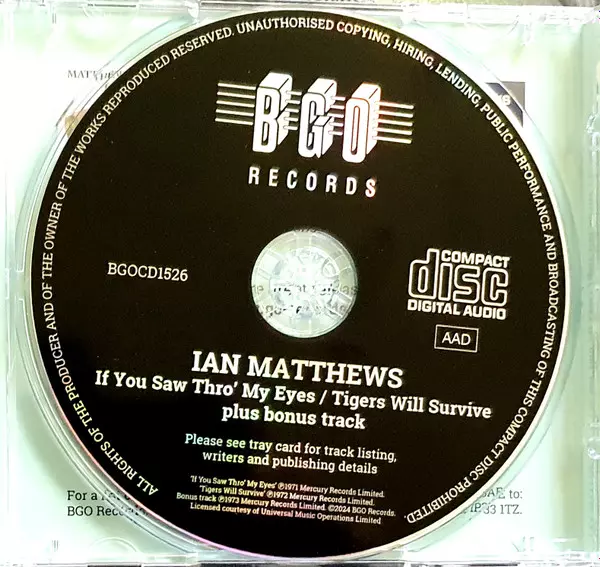 ALL RIGHTS OF THE PRODUCER AND OF THE OWNER OF THE WORKS REPRODUCED RESERVED. UNAUTHORISED COPYING, HIRING, LENDING, PUBLIC PERFORMANCE AND BROADCASTING OF THIS COMPACT DISC PROHIBITED.
BGO
RECORDS
BGOCD1526
COMPACT
disc
DIGITAL AUDIO
AAD
IAN MATTHEWS
If You Saw Thro' My Eyes / Tigers Will Survive
plus bonus track
Please see tray card for track listing,
writers and publishing details
'If You Saw Thro' My Eyes' ℗1971 Mercury Records Limited.
'Tigers Will Survive' ℗1972 Mercury Records Limited.
Bonus track ℗1973 Mercury Records Limited. ©2024 BGO Records.
Licensed courtesy of Universal Music Operations Limited
For a
to:
BGO
1TZ.